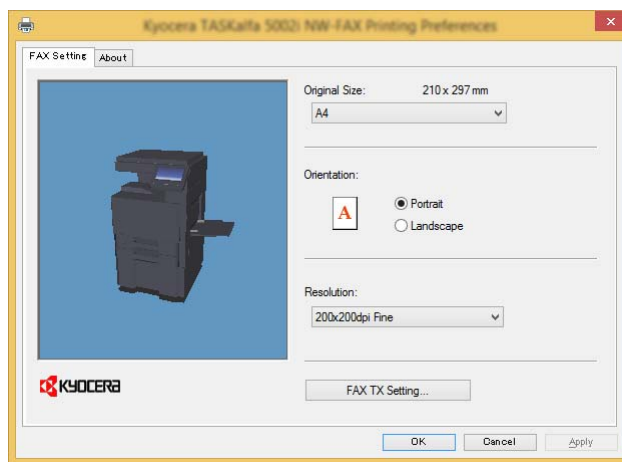 Kyocera TASKalfa 5002i NW-FAX Printing Preferences
FAX Setting About
Original Size: 210 x 297 mm
A4
Orientation:
A
Portrait
Landscape
Resolution:
200x200dpi Fine
KYOCERA
FAX TX Setting...
OK Cancel Apply